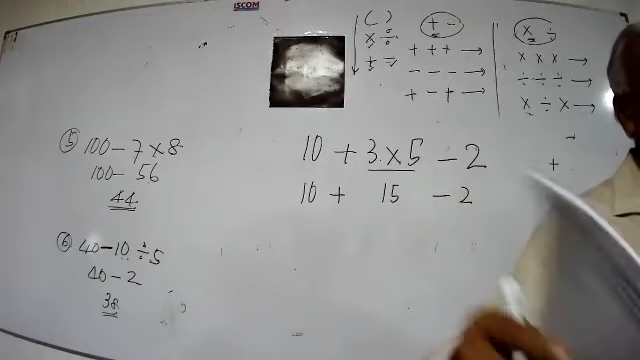 ISCOM
( )
× ÷
+ −
+ −
+ + + →
− − − →
+ − + →
× ÷
× × × →
÷ ÷ ÷ →
× ÷ × →
−
+
⑤ 100 − 7 × 8
100 − 56
44
⑥ 40 − 10 ÷ 5
40 − 2
38
10 + 3 × 5 − 2
10 + 15 − 2